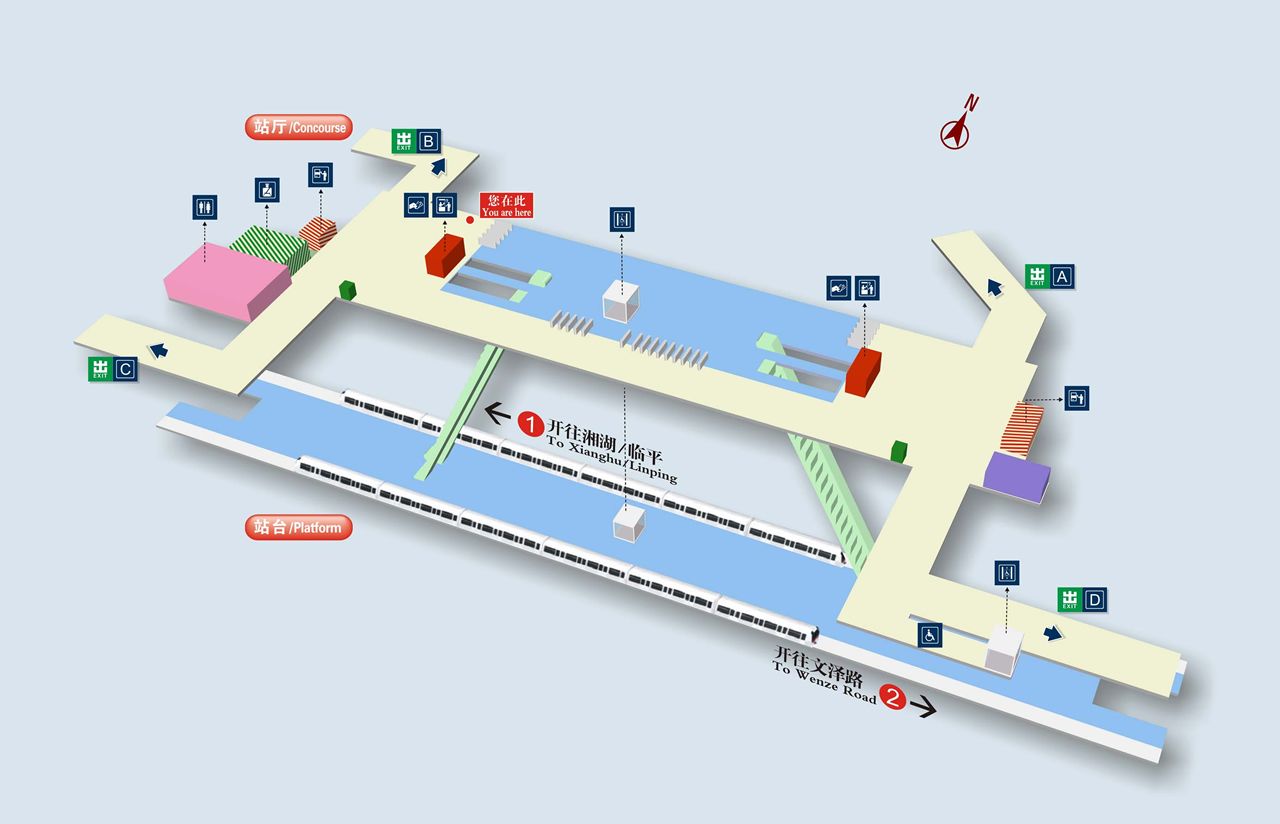 N
站厅/Concourse
出 EXIT B
您在此
You are here
出 EXIT A
出 EXIT C
1 开往湘湖/临平
To Xianghu/Linping
站台/Platform
出 EXIT D
开往文泽路
To Wenze Road 2